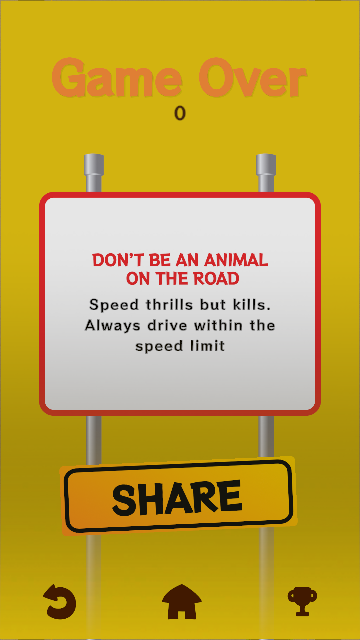 Game Over
0
DON'T BE AN ANIMAL
ON THE ROAD
Speed thrills but kills.
Always drive within the
speed limit
SHARE